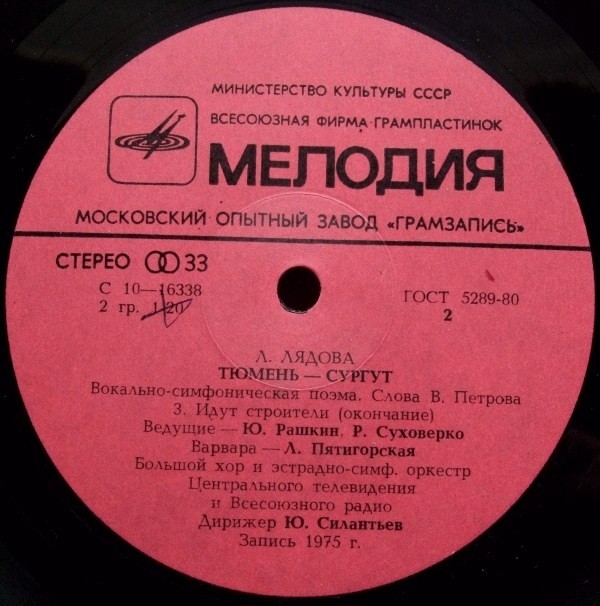 МИНИСТЕРСТВО КУЛЬТУРЫ СССР
ВСЕСОЮЗНАЯ ФИРМА ГРАМПЛАСТИНОК
МЕЛОДИЯ
МОСКОВСКИЙ ОПЫТНЫЙ ЗАВОД «ГРАМЗАПИСЬ»
СТЕРЕО 33
С 10—16338
ГОСТ 5289-80
2 гр. 1-20
2
Л. ЛЯДОВА
ТЮМЕНЬ — СУРГУТ
Вокально-симфоническая поэма. Слова В. Петрова
3. Идут строители (окончание)
Ведущие — Ю. Рашкин, Р. Суховерко
Варвара — Л. Пятигорская
Большой хор и эстрадно-симф. оркестр
Центрального телевидения
и Всесоюзного радио
Дирижер Ю. Силантьев
Запись 1975 г.